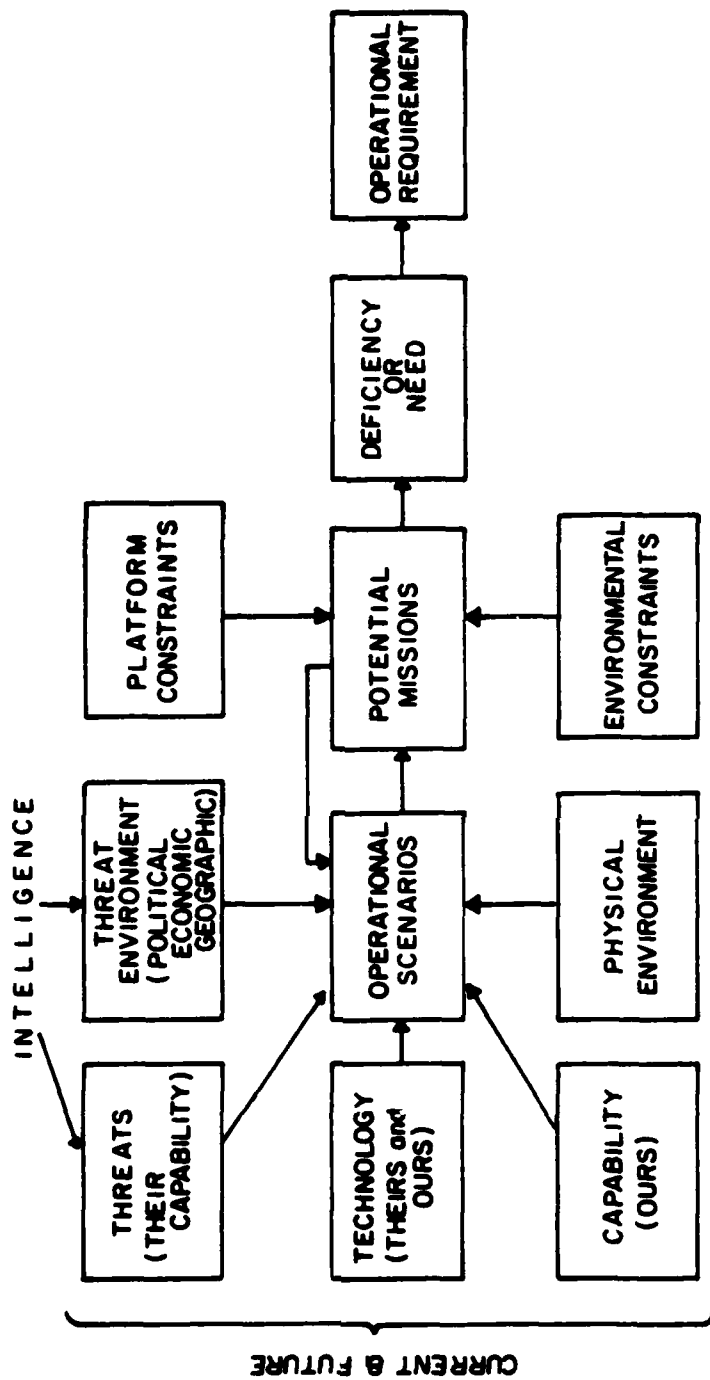 INTELLIGENCE
THREATS
(THEIR
CAPABILITY)
THREAT
ENVIRONMENT
(POLITICAL
ECONOMIC
GEOGRAPHIC)
PLATFORM
CONSTRAINTS
TECHNOLOGY
(THEIRS and
OURS)
OPERATIONAL
SCENARIOS
POTENTIAL
MISSIONS
DEFICIENCY
OR
NEED
OPERATIONAL
REQUIREMENT
CAPABILITY
(OURS)
PHYSICAL
ENVIRONMENT
ENVIRONMENTAL
CONSTRAINTS
CURRENT & FUTURE